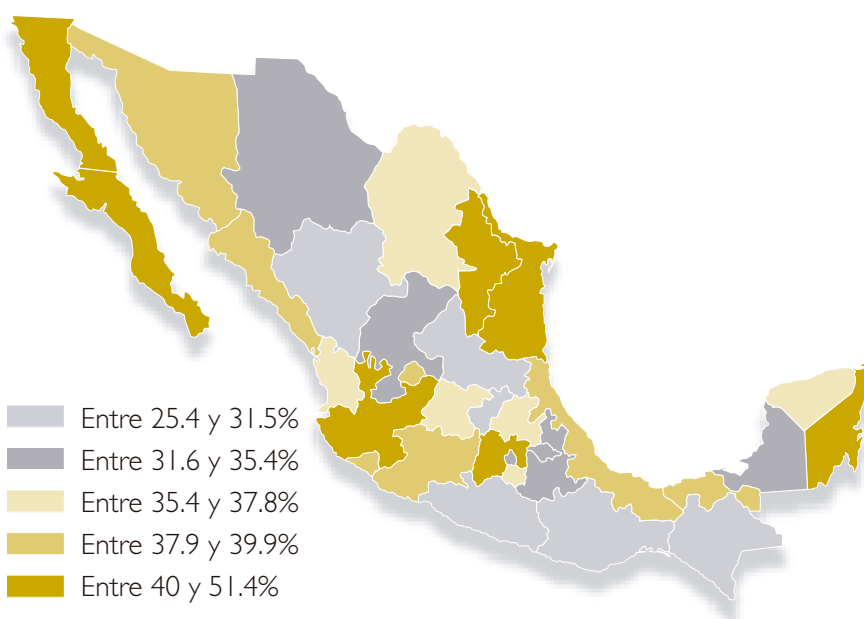 Entre 25.4 y 31.5%
Entre 31.6 y 35.4%
Entre 35.4 y 37.8%
Entre 37.9 y 39.9%
Entre 40 y 51.4%